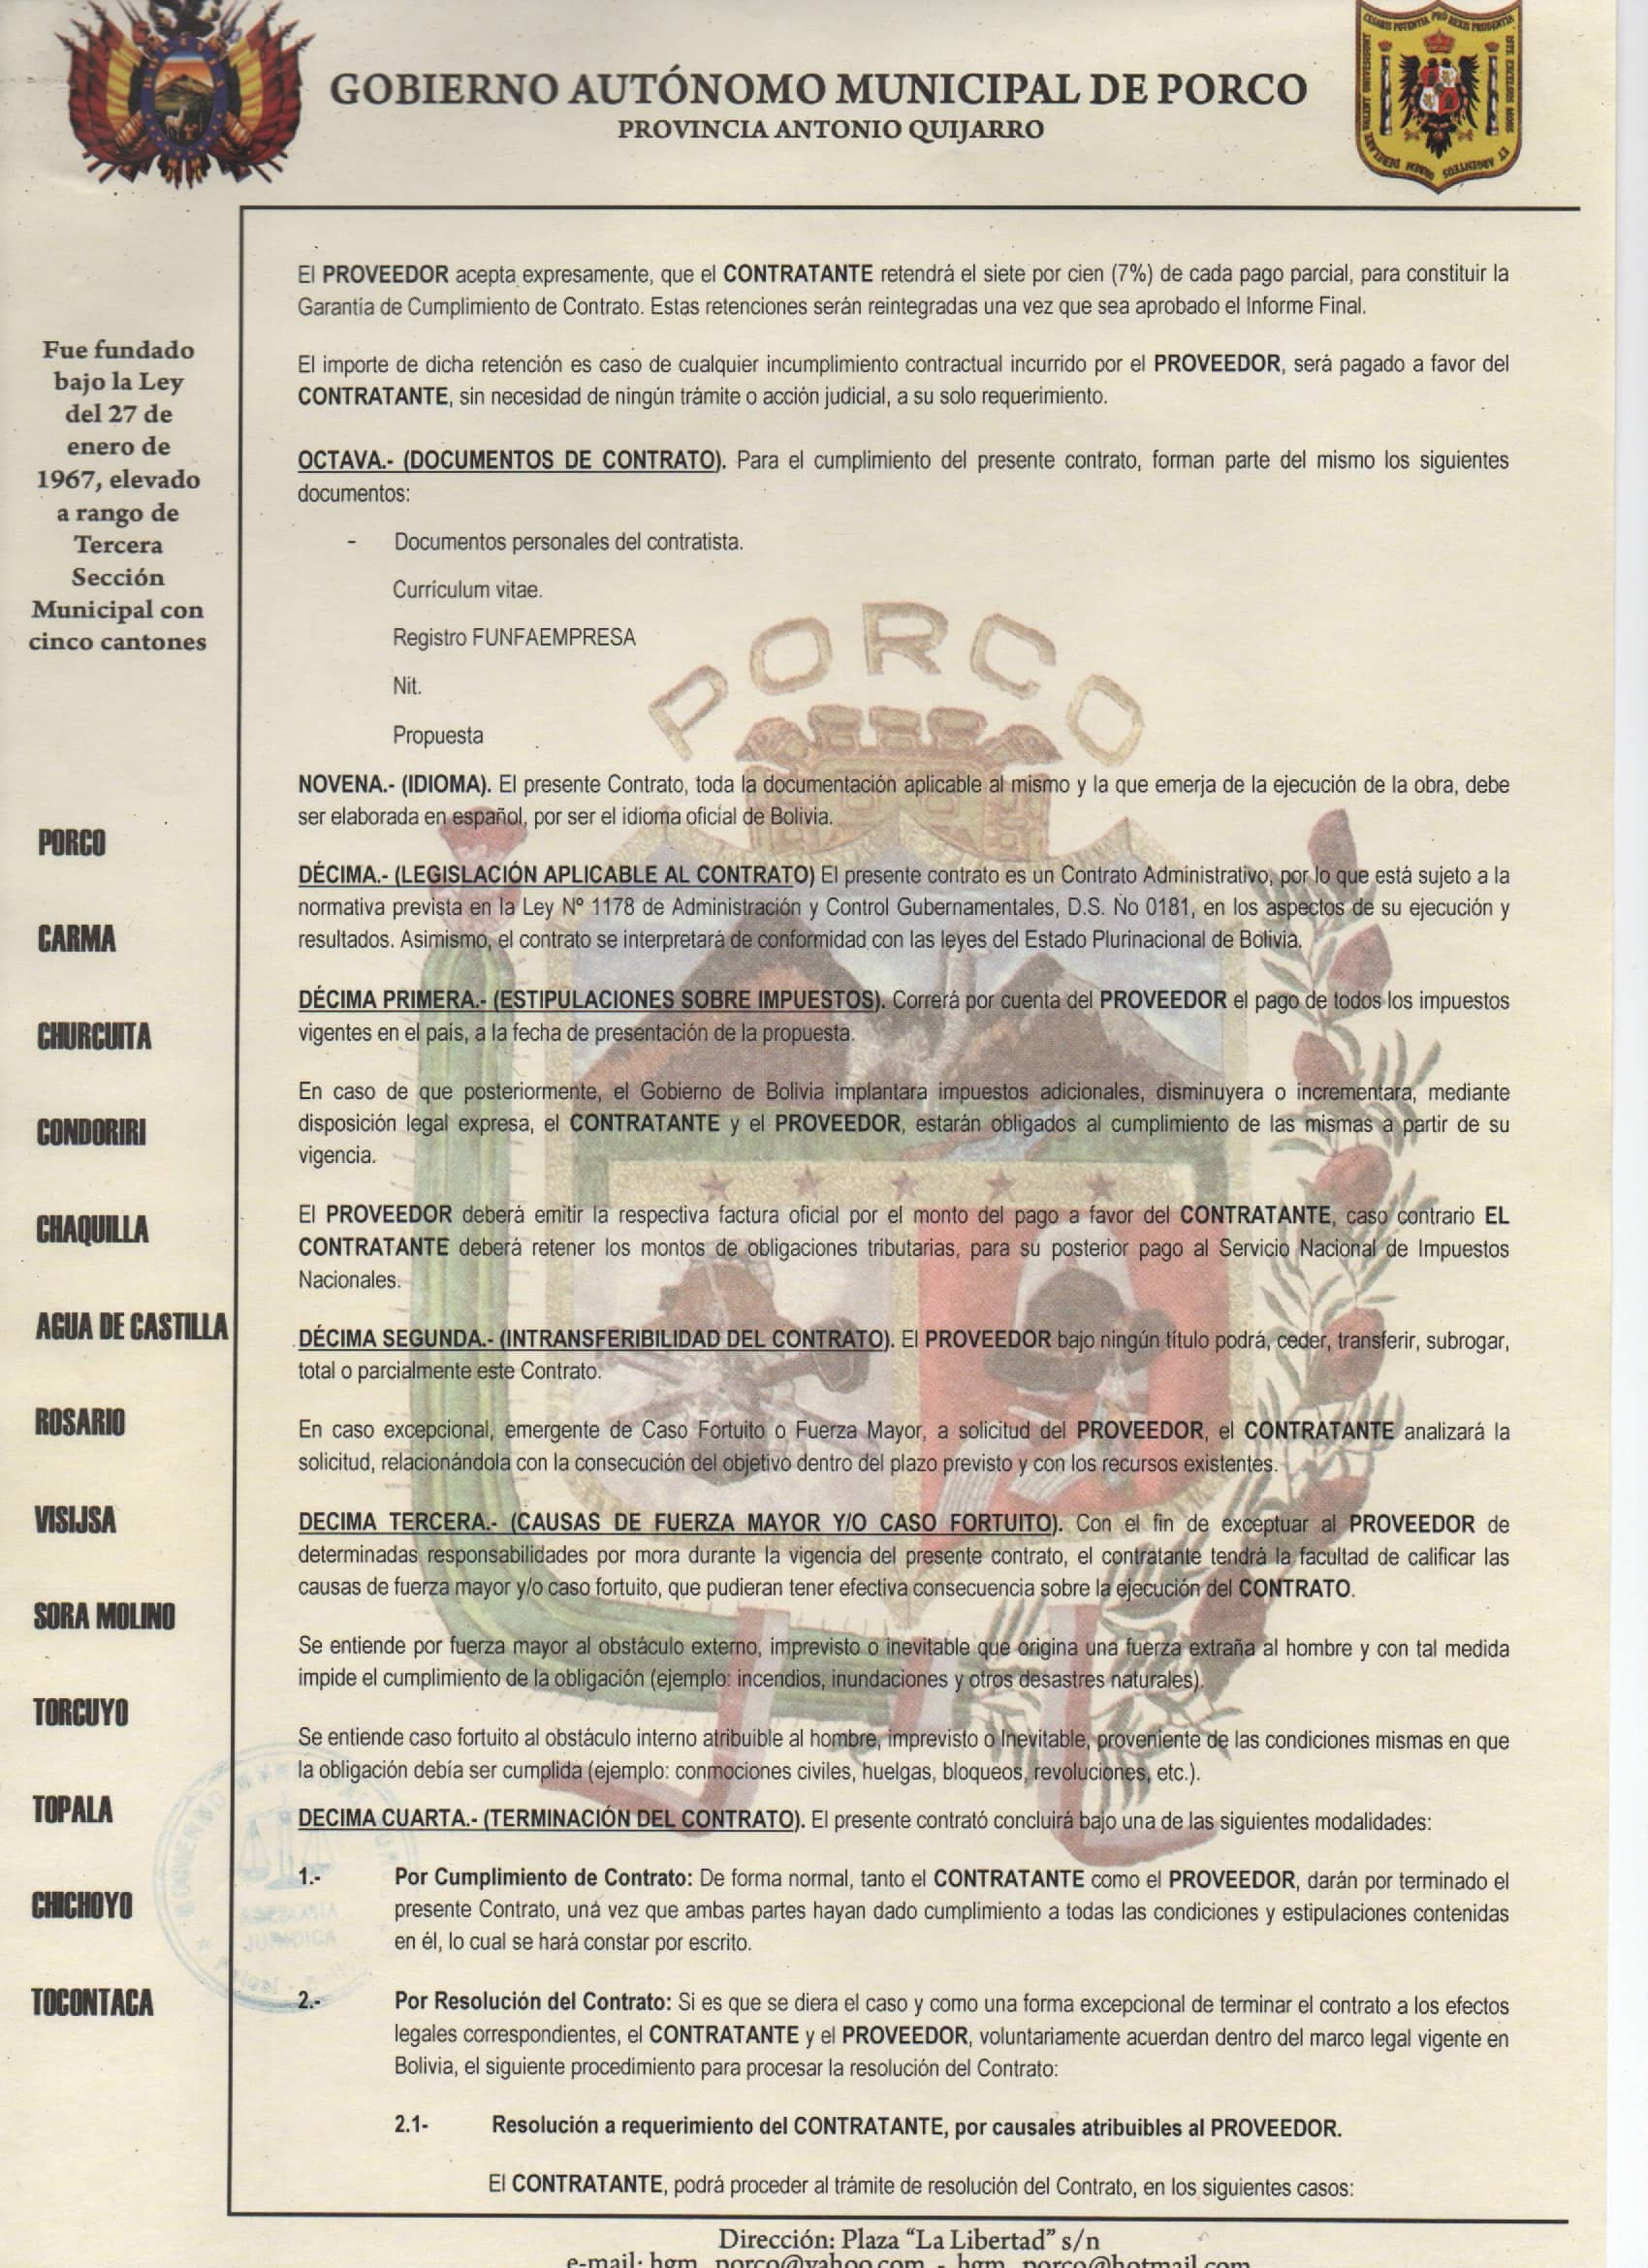 GOBIERNO AUTÓNOMO MUNICIPAL DE PORCO
PROVINCIA ANTONIO QUIJARRO
Fue fundado
bajo la Ley
del 27 de
enero de
1967, elevado
a rango de
Tercera
Sección
Municipal con
cinco cantones
PORCO
CARMA
CHURCUITA
CONDORIRI
CHAQUILLA
AGUA DE CASTILLA
ROSARIO
VISIJSA
SORA MOLINO
TORCUYO
TOPALA
CHICHOYO
TOCONTACA
El PROVEEDOR acepta expresamente, que el CONTRATANTE retendrá el siete por cien (7%) de cada pago parcial, para constituir la
Garantía de Cumplimiento de Contrato. Estas retenciones serán reintegradas una vez que sea aprobado el Informe Final.
El importe de dicha retención es caso de cualquier incumplimiento contractual incurrido por el PROVEEDOR, será pagado a favor del
CONTRATANTE, sin necesidad de ningún trámite o acción judicial, a su solo requerimiento.
OCTAVA.- (DOCUMENTOS DE CONTRATO). Para el cumplimiento del presente contrato, forman parte del mismo los siguientes
documentos:
- Documentos personales del contratista.
Currículum vitae.
Registro FUNFAEMPRESA
Nit.
Propuesta
PORCO
NOVENA.- (IDIOMA). El presente Contrato, toda la documentación aplicable al mismo y la que emerja de la ejecución de la obra, debe
ser elaborada en español, por ser el idioma oficial de Bolivia.
DÉCIMA.- (LEGISLACIÓN APLICABLE AL CONTRATO) El presente contrato es un Contrato Administrativo, por lo que está sujeto a la
normativa prevista en la Ley Nº 1178 de Administración y Control Gubernamentales, D.S. No 0181, en los aspectos de su ejecución y
resultados. Asimismo, el contrato se interpretará de conformidad con las leyes del Estado Plurinacional de Bolivia.
DÉCIMA PRIMERA.- (ESTIPULACIONES SOBRE IMPUESTOS). Correrá por cuenta del PROVEEDOR el pago de todos los impuestos
vigentes en el país, a la fecha de presentación de la propuesta.
En caso de que posteriormente, el Gobierno de Bolivia implantara impuestos adicionales, disminuyera o incrementara, mediante
disposición legal expresa, el CONTRATANTE y el PROVEEDOR, estarán obligados al cumplimiento de las mismas a partir de su
vigencia.
El PROVEEDOR deberá emitir la respectiva factura oficial por el monto del pago a favor del CONTRATANTE, caso contrario EL
CONTRATANTE deberá retener los montos de obligaciones tributarias, para su posterior pago al Servicio Nacional de Impuestos
Nacionales.
DÉCIMA SEGUNDA.- (INTRANSFERIBILIDAD DEL CONTRATO). El PROVEEDOR bajo ningún título podrá, ceder, transferir, subrogar,
total o parcialmente este Contrato.
En caso excepcional, emergente de Caso Fortuito o Fuerza Mayor, a solicitud del PROVEEDOR, el CONTRATANTE analizará la
solicitud, relacionándola con la consecución del objetivo dentro del plazo previsto y con los recursos existentes.
DECIMA TERCERA.- (CAUSAS DE FUERZA MAYOR Y/O CASO FORTUITO). Con el fin de exceptuar al PROVEEDOR de
determinadas responsabilidades por mora durante la vigencia del presente contrato, el contratante tendrá la facultad de calificar las
causas de fuerza mayor y/o caso fortuito, que pudieran tener efectiva consecuencia sobre la ejecución del CONTRATO.
Se entiende por fuerza mayor al obstáculo externo, imprevisto o inevitable que origina una fuerza extraña al hombre y con tal medida
impide el cumplimiento de la obligación (ejemplo: incendios, inundaciones y otros desastres naturales).
Se entiende caso fortuito al obstáculo interno atribuible al hombre, imprevisto o Inevitable, proveniente de las condiciones mismas en que
la obligación debía ser cumplida (ejemplo: conmociones civiles, huelgas, bloqueos, revoluciones, etc.).
DECIMA CUARTA.- (TERMINACIÓN DEL CONTRATO). El presente contrató concluirá bajo una de las siguientes modalidades:
1.- Por Cumplimiento de Contrato: De forma normal, tanto el CONTRATANTE como el PROVEEDOR, darán por terminado el
presente Contrato, uná vez que ambas partes hayan dado cumplimiento a todas las condiciones y estipulaciones contenidas
en él, lo cual se hará constar por escrito.
2.- Por Resolución del Contrato: Si es que se diera el caso y como una forma excepcional de terminar el contrato a los efectos
legales correspondientes, el CONTRATANTE y el PROVEEDOR, voluntariamente acuerdan dentro del marco legal vigente en
Bolivia, el siguiente procedimiento para procesar la resolución del Contrato:
2.1- Resolución a requerimiento del CONTRATANTE, por causales atribuibles al PROVEEDOR.
El CONTRATANTE, podrá proceder al trámite de resolución del Contrato, en los siguientes casos:
JURIDICA
Dirección: Plaza “La Libertad” s/n
e-mail: hgm_porco@yahoo.com - hgm_porco@hotmail.com